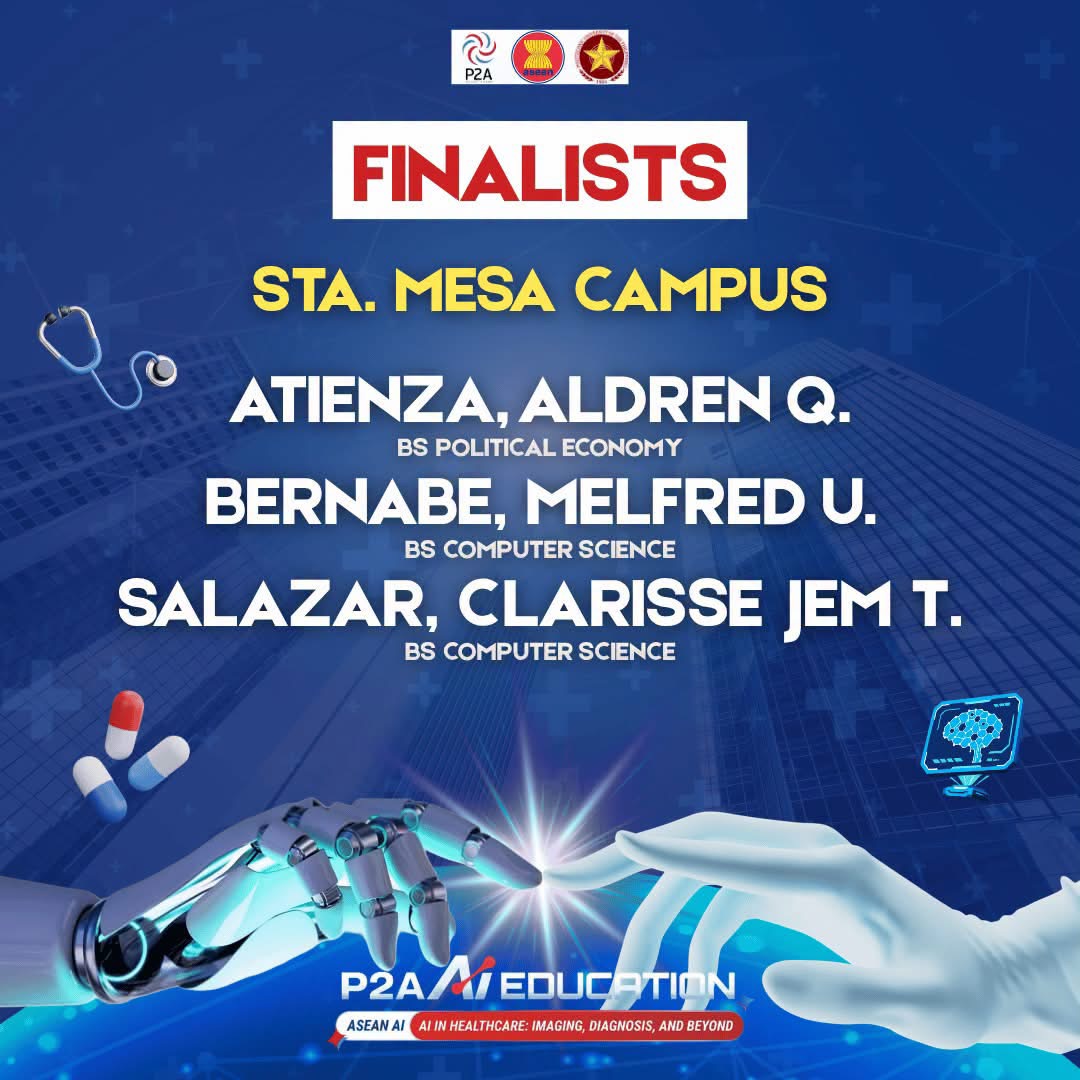 P2A
asean
FINALISTS
STA. MESA CAMPUS
ATIENZA, ALDREN Q.
BS POLITICAL ECONOMY
BERNABE, MELFRED U.
BS COMPUTER SCIENCE
SALAZAR, CLARISSE JEM T.
BS COMPUTER SCIENCE
P2A Ai EDUCATION
ASEAN AI AI IN HEALTHCARE: IMAGING, DIAGNOSIS, AND BEYOND